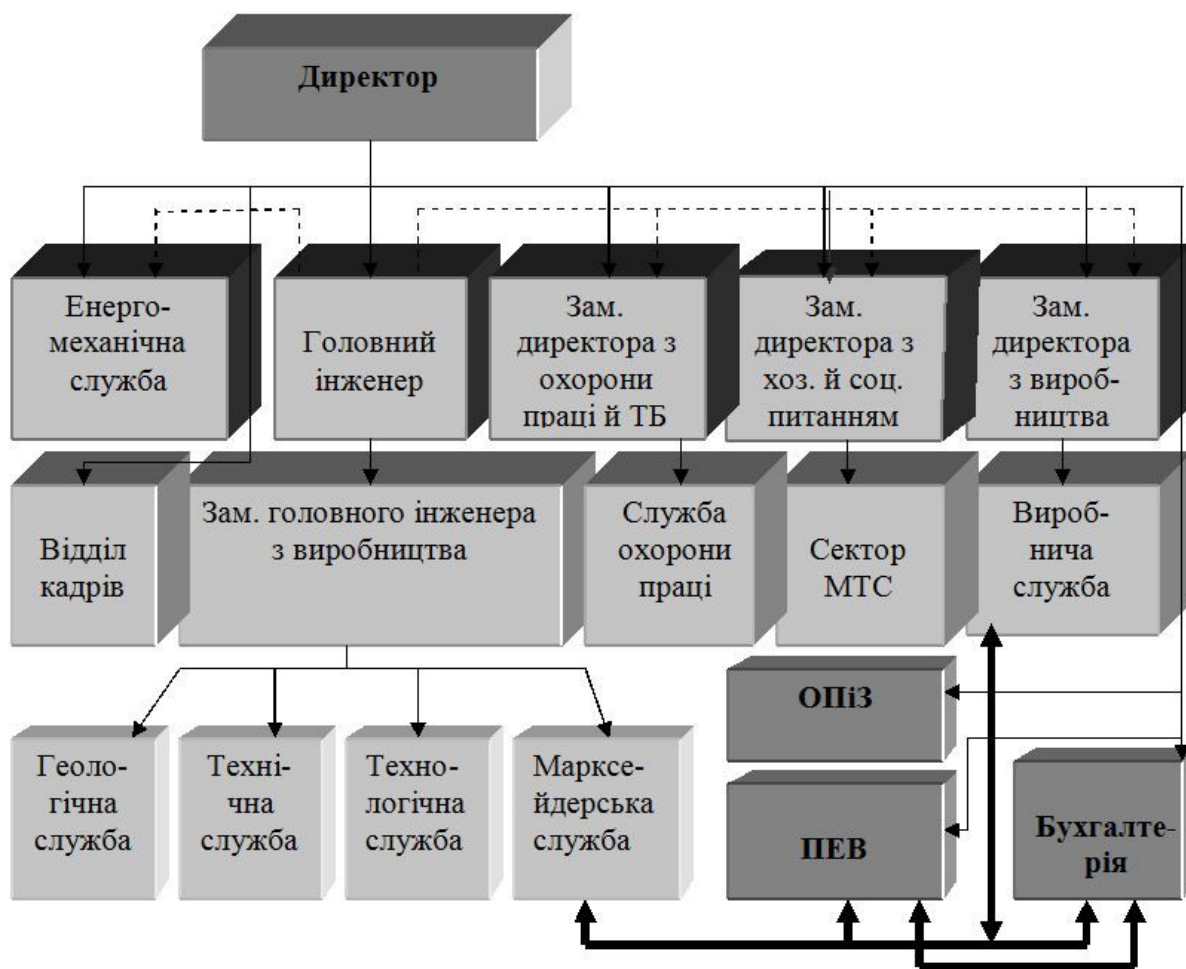 Директор
Енерго-
механічна
служба
Головний
інженер
Зам.
директора з
охорони
праці й ТБ
Зам.
директора з
хоз. й соц.
питанням
Зам.
директора
з вироб-
ництва
Відділ
кадрів
Зам. головного інженера
з виробництва
Служба
охорони
праці
Сектор
МТС
Вироб-
нича
служба
Геоло-
гічна
служба
Техні-
чна
служба
Техно-
логічна
служба
Марксе-
йдерська
служба
ОПіЗ
ПЕВ
Бухгалте-
рія